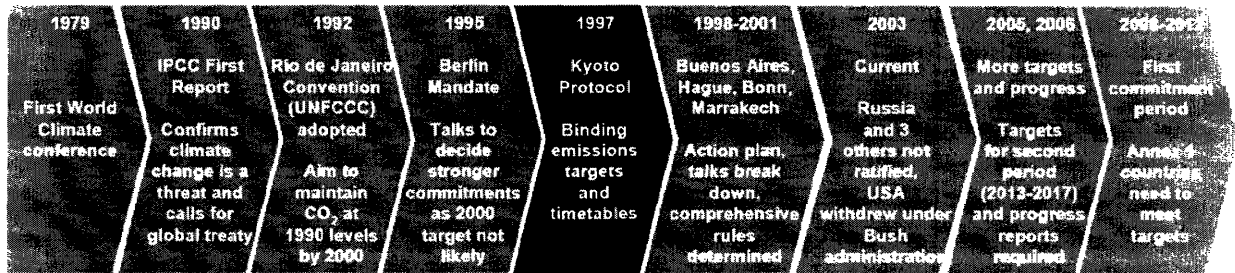 1979
First World
Climate
conference
1990
IPCC First
Report
Confirms
climate
change is a
threat and
calls for
global treaty
1992
Rio de Janeiro
Convention
(UNFCCC)
adopted
Aim to
maintain
CO₂ at
1990 levels
by 2000
1995
Berlin
Mandate
Talks to
decide
stronger
commitments
as 2000
target not
likely
1997
Kyoto
Protocol
Binding
emissions
targets
and
timetables
1998-2001
Buenos Aires,
Hague, Bonn,
Marrakech
Action plan,
talks break
down,
comprehensive
rules
determined
2003
Current
Russia
and 3
others not
ratified,
USA
withdrew under
Bush
administration
2005, 2006
More targets
and progress
Targets
for second
period
(2013-2017)
and progress
reports
required
First
commitment
period
Annex 1
countries
need to
meet
targets